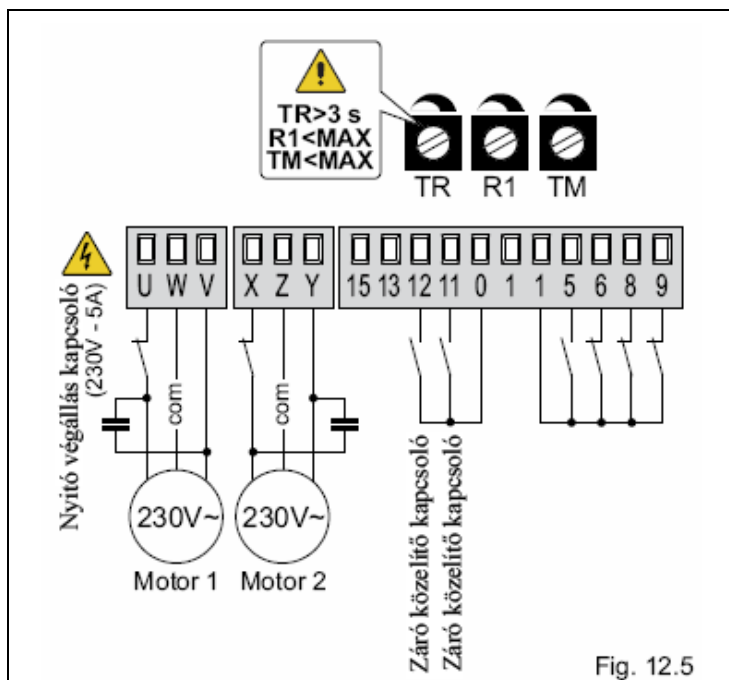 TR>3 s
R1<MAX
TM<MAX
TR R1 TM
U W V X Z Y 15 13 12 11 0 1 1 5 6 8 9
Nyitó végállás kapcsoló
(230V - 5A)
com
com
230V~
230V~
Motor 1
Motor 2
Záró közelítő kapcsoló
Záró közelítő kapcsoló
Fig. 12.5